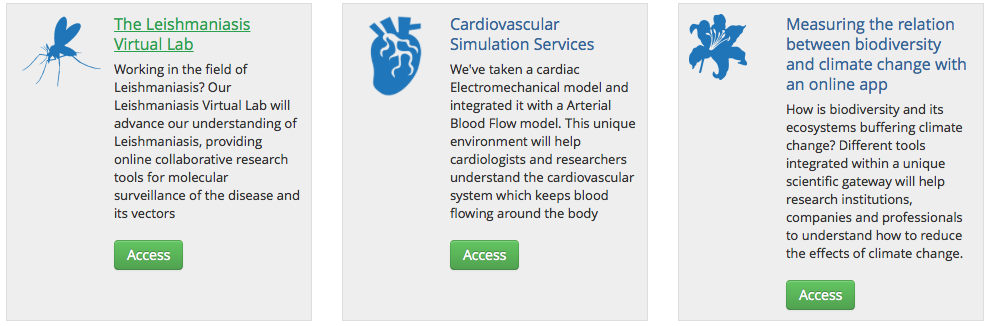 The Leishmaniasis
Virtual Lab
Working in the field of
Leishmaniasis? Our
Leishmaniasis Virtual Lab will
advance our understanding of
Leishmaniasis, providing
online collaborative research
tools for molecular
surveillance of the disease and
its vectors
Access
Cardiovascular
Simulation Services
We've taken a cardiac
Electromechanical model and
integrated it with a Arterial
Blood Flow model. This unique
environment will help
cardiologists and researchers
understand the cardiovascular
system which keeps blood
flowing around the body
Access
Measuring the relation
between biodiversity
and climate change with
an online app
How is biodiversity and its
ecosystems buffering climate
change? Different tools
integrated within a unique
scientific gateway will help
research institutions,
companies and professionals
to understand how to reduce
the effects of climate change.
Access